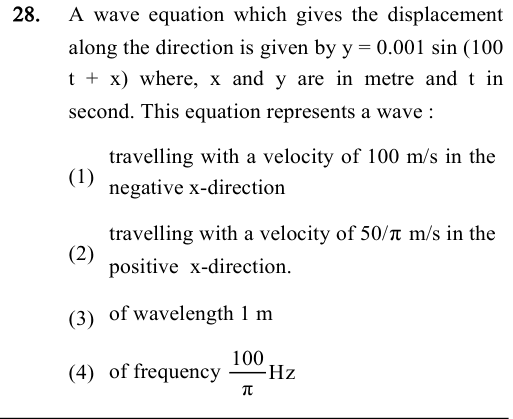 28. A wave equation which gives the displacement
along the direction is given by y = 0.001 sin (100
t + x) where, x and y are in metre and t in
second. This equation represents a wave :
(1) travelling with a velocity of 100 m/s in the
negative x-direction
(2) travelling with a velocity of 50/π m/s in the
positive x-direction.
(3) of wavelength 1 m
(4) of frequency 100/π Hz